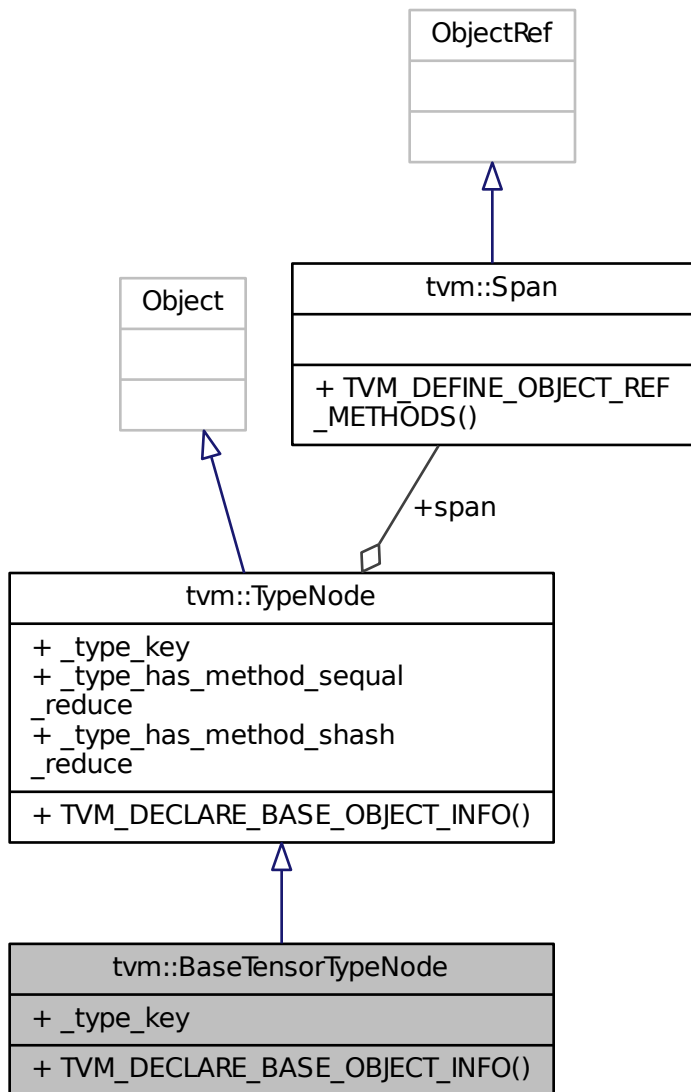 ObjectRef
tvm::Span
+ TVM_DEFINE_OBJECT_REF
_METHODS()
Object
+span
tvm::TypeNode
+ _type_key
+ _type_has_method_sequal
_reduce
+ _type_has_method_shash
_reduce
+ TVM_DECLARE_BASE_OBJECT_INFO()
tvm::BaseTensorTypeNode
+ _type_key
+ TVM_DECLARE_BASE_OBJECT_INFO()